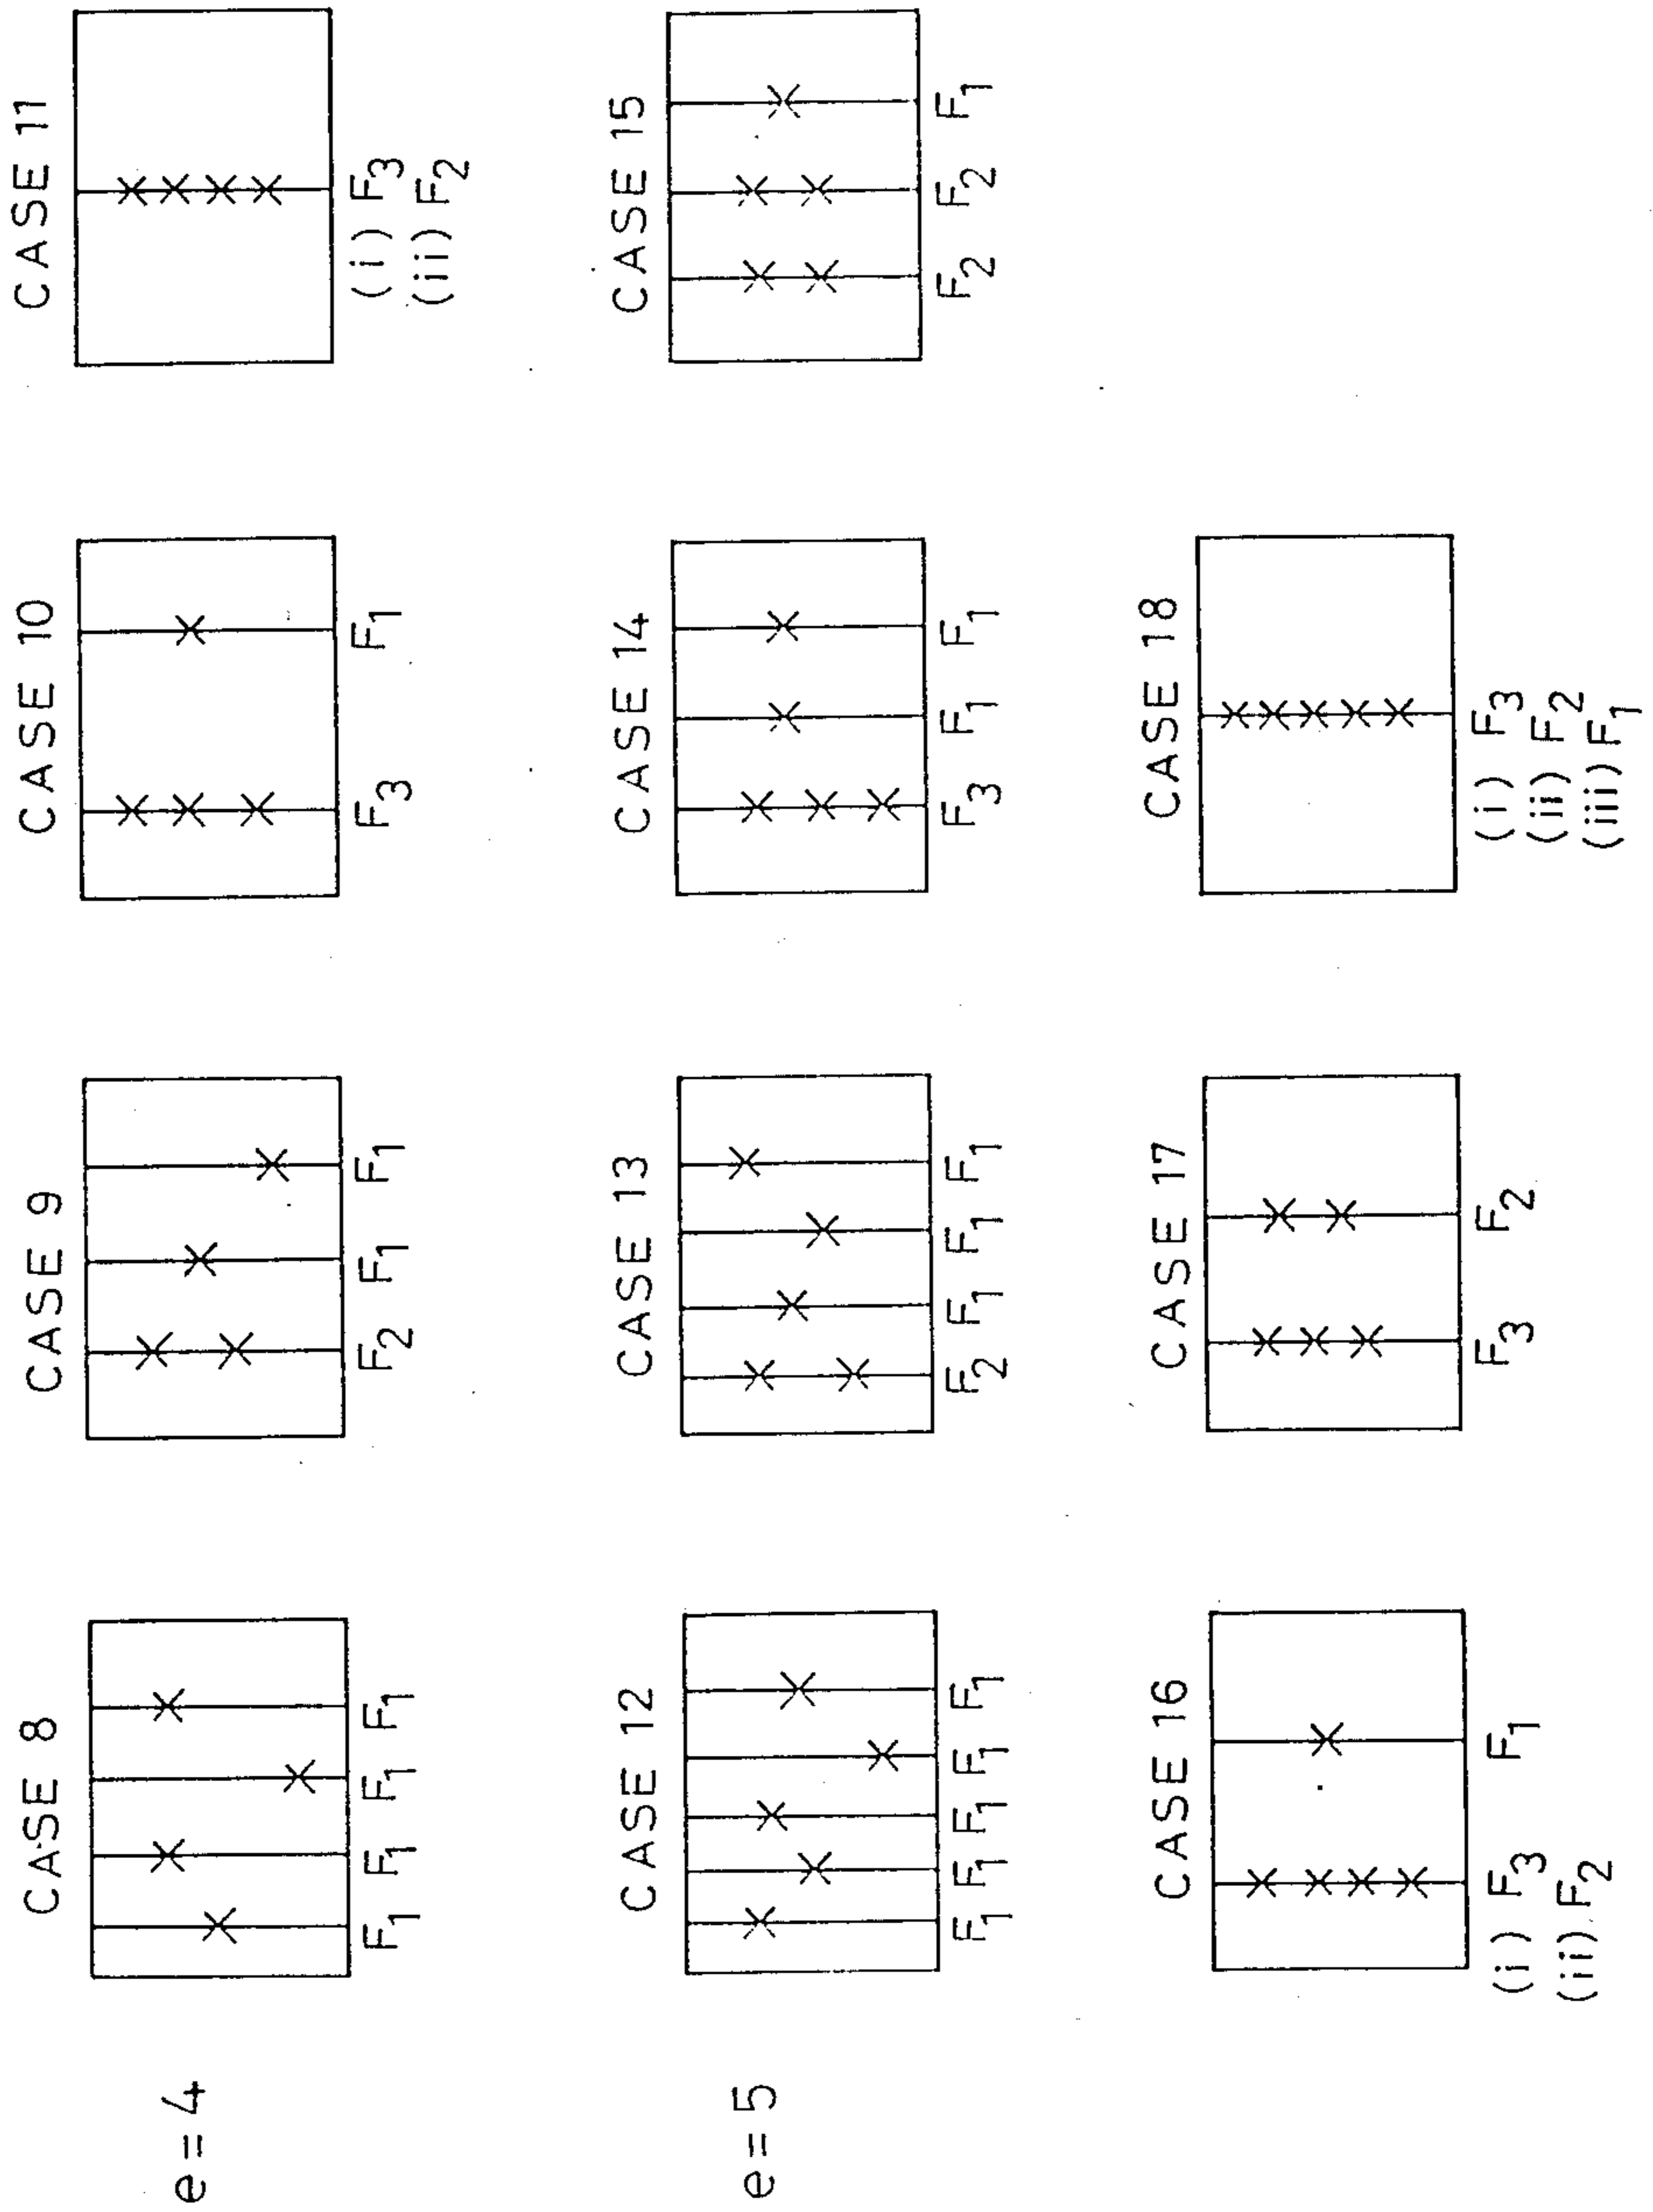 e = 4
CASE 8
F1 F1 F1 F1
CASE 9
F2 F1 F1
CASE 10
F3 F1
CASE 11
(i) F3
(ii) F2
e = 5
CASE 12
F1 F1 F1 F1 F1
CASE 13
F2 F1 F1 F1
CASE 14
F3 F1 F1
CASE 15
F2 F2 F1
CASE 16
(i) F3 F1
(ii) F2
CASE 17
F3 F2
CASE 18
(i) F3
(ii) F2
(iii) F1